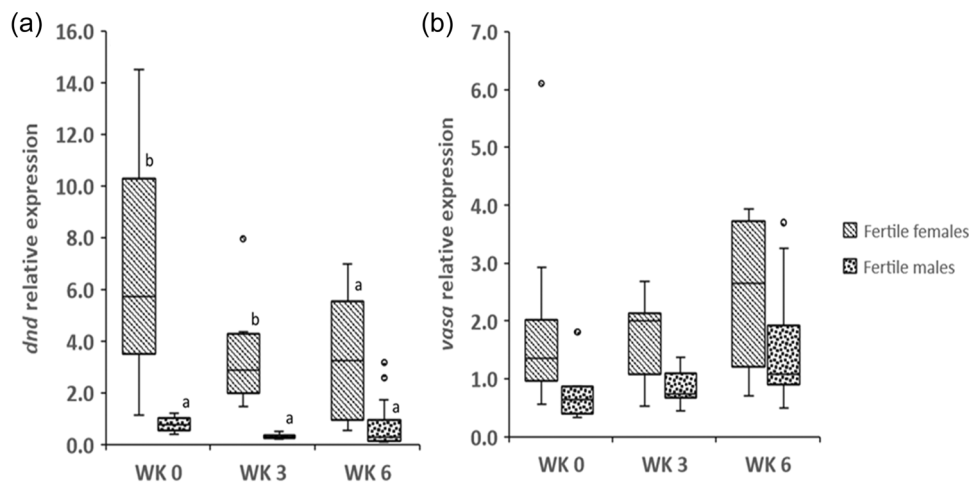 (a)
16.0
14.0
12.0
10.0
8.0
6.0
4.0
2.0
0.0
dnd relative expression
b
a
b
a
a
a
WK 0
WK 3
WK 6
(b)
7.0
6.0
5.0
4.0
3.0
2.0
1.0
0.0
vasa relative expression
WK 0
WK 3
WK 6
Fertile females
Fertile males